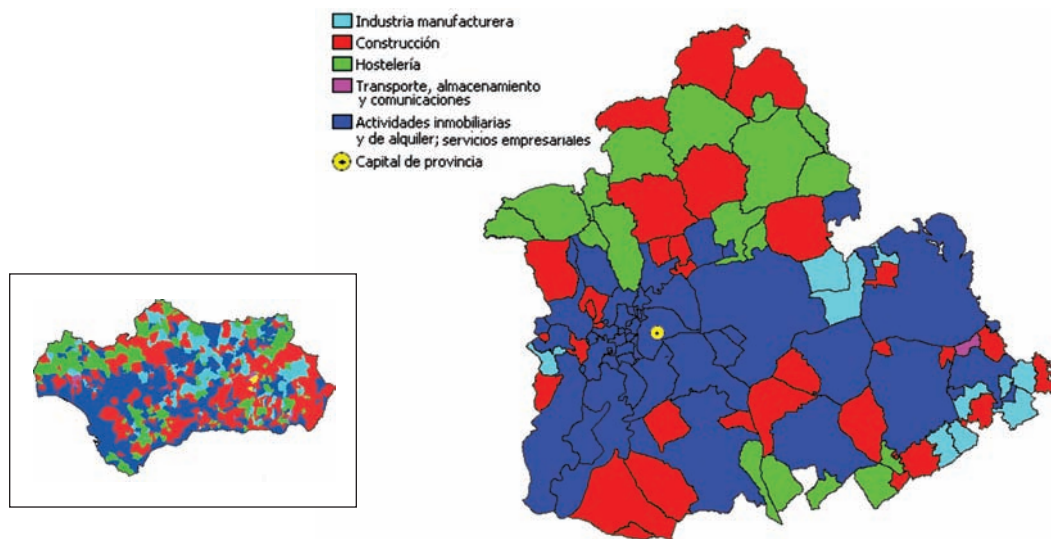 Industria manufacturera
Construcción
Hostelería
Transporte, almacenamiento
y comunicaciones
Actividades inmobiliarias
y de alquiler; servicios empresariales
Capital de provincia